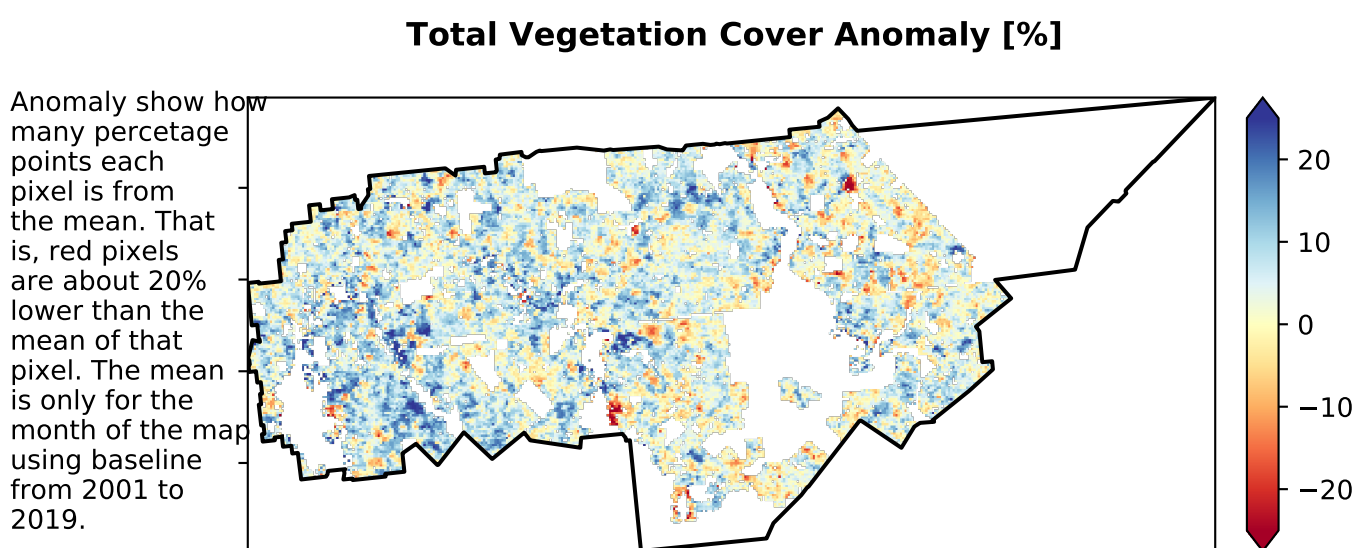 Total Vegetation Cover Anomaly [%]
Anomaly show how
many percetage
points each
pixel is from
the mean. That
is, red pixels
are about 20%
lower than the
mean of that
pixel. The mean
is only for the
month of the map
using baseline
from 2001 to
2019.
20
10
0
−10
−20